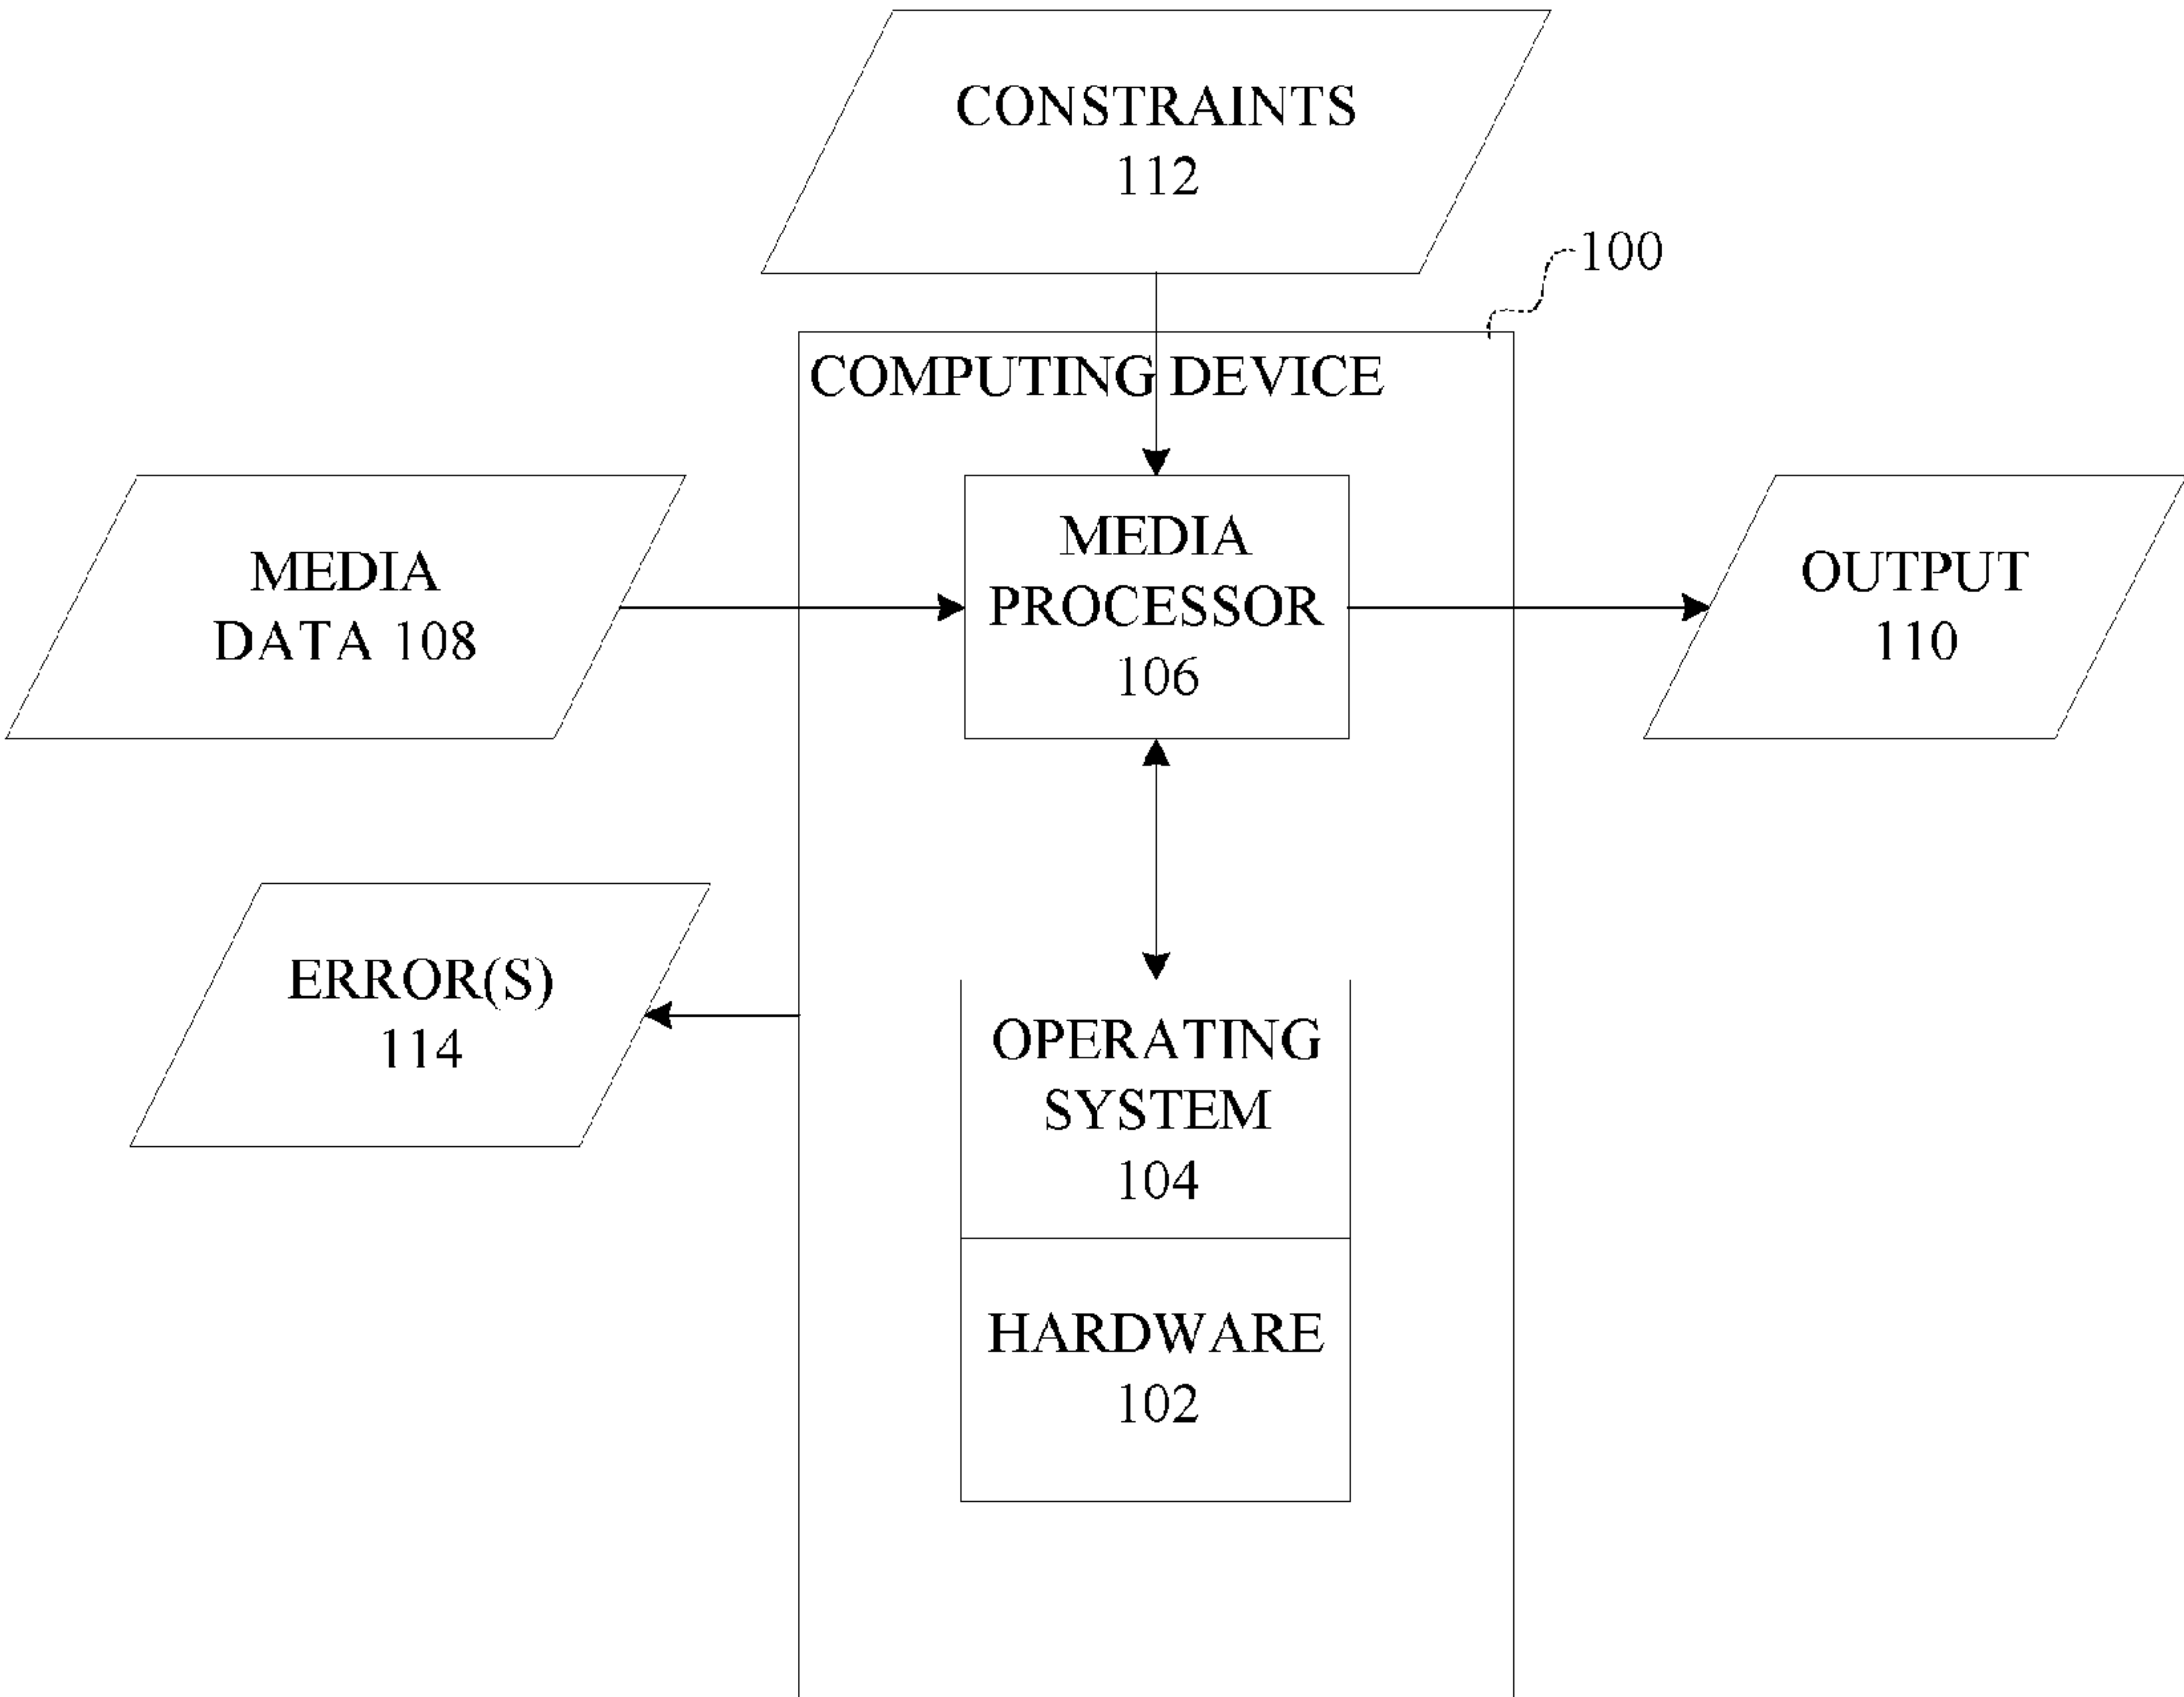 CONSTRAINTS
112
100
COMPUTING DEVICE
MEDIA
DATA 108
MEDIA
PROCESSOR
106
OUTPUT
110
ERROR(S)
114
OPERATING
SYSTEM
104
HARDWARE
102